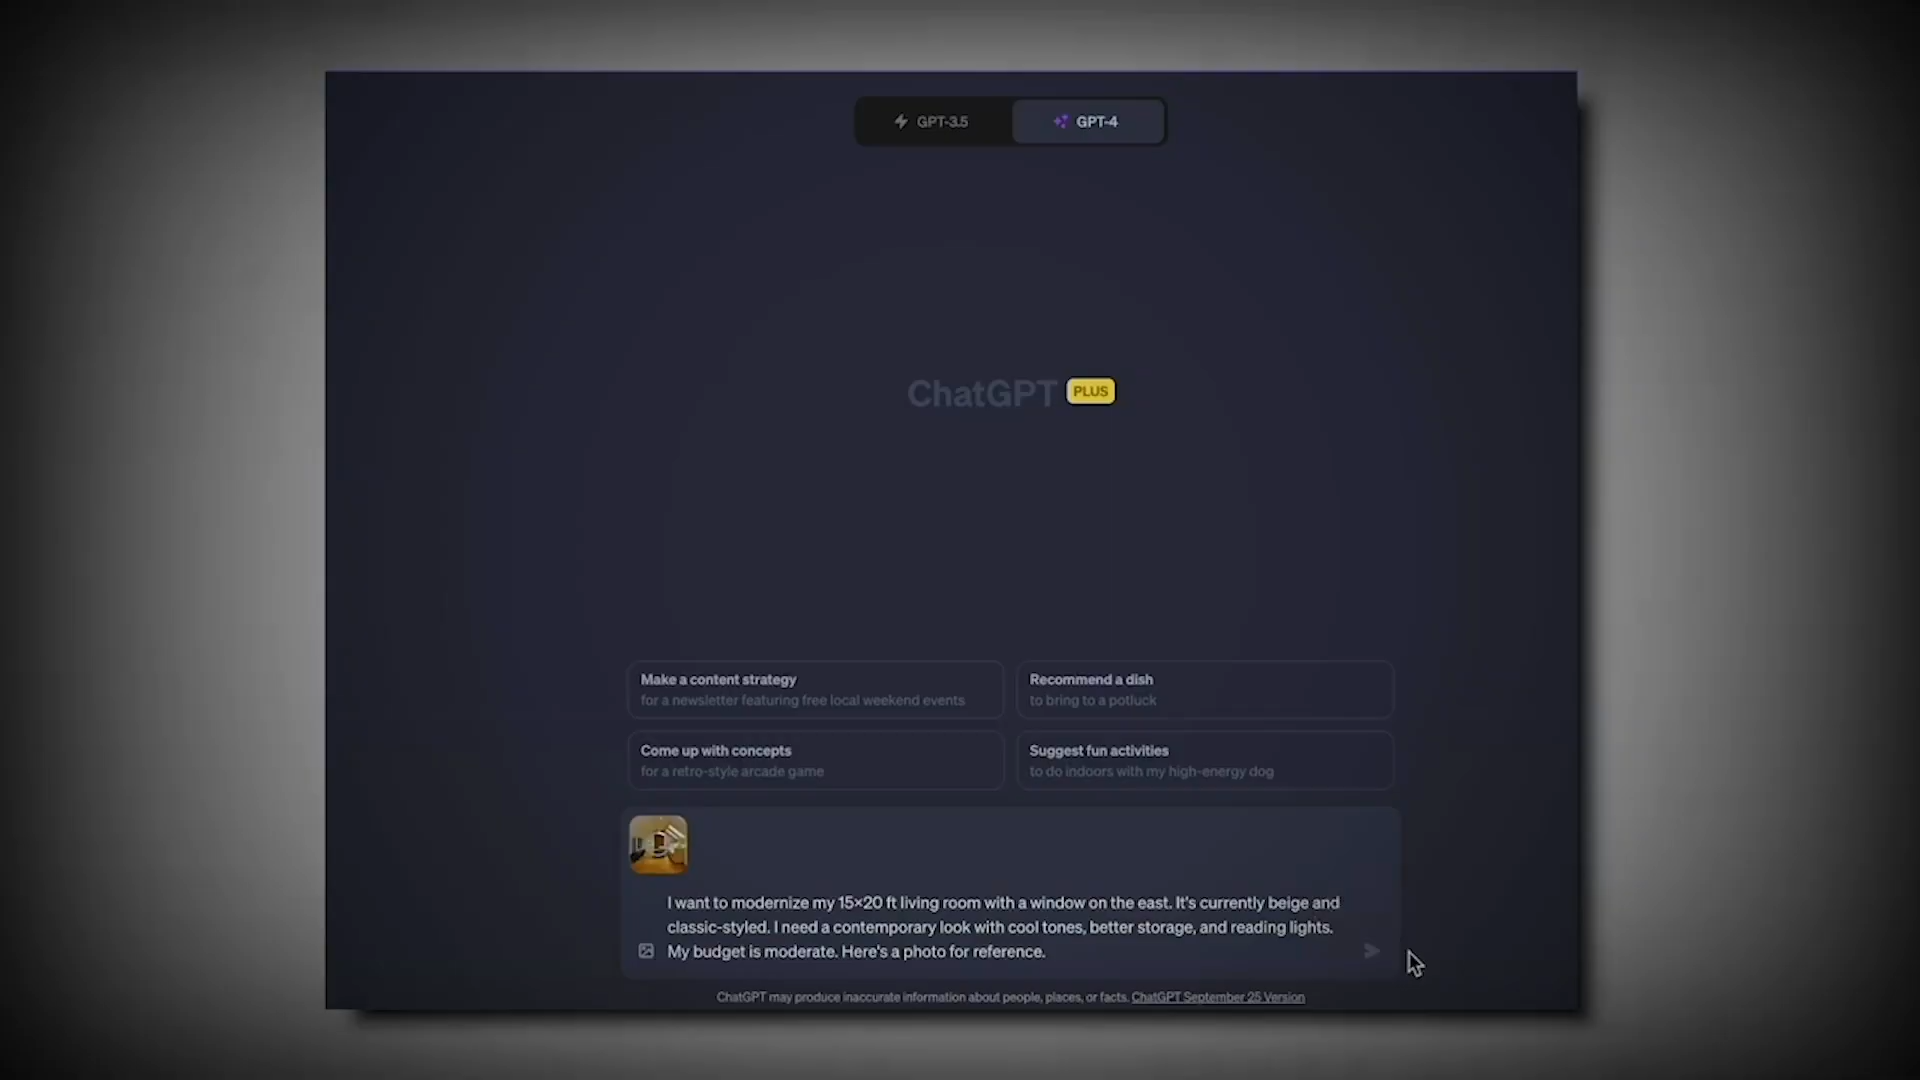 GPT-3.5
GPT-4
ChatGPT PLUS
Make a content strategy
for a newsletter featuring free local weekend events
Recommend a dish
to bring to a potluck
Come up with concepts
for a retro-style arcade game
Suggest fun activities
to do indoors with my high-energy dog
I want to modernize my 15×20 ft living room with a window on the east. It's currently beige and
classic-styled. I need a contemporary look with cool tones, better storage, and reading lights.
My budget is moderate. Here's a photo for reference.
ChatGPT may produce inaccurate information about people, places, or facts. ChatGPT September 25 Version